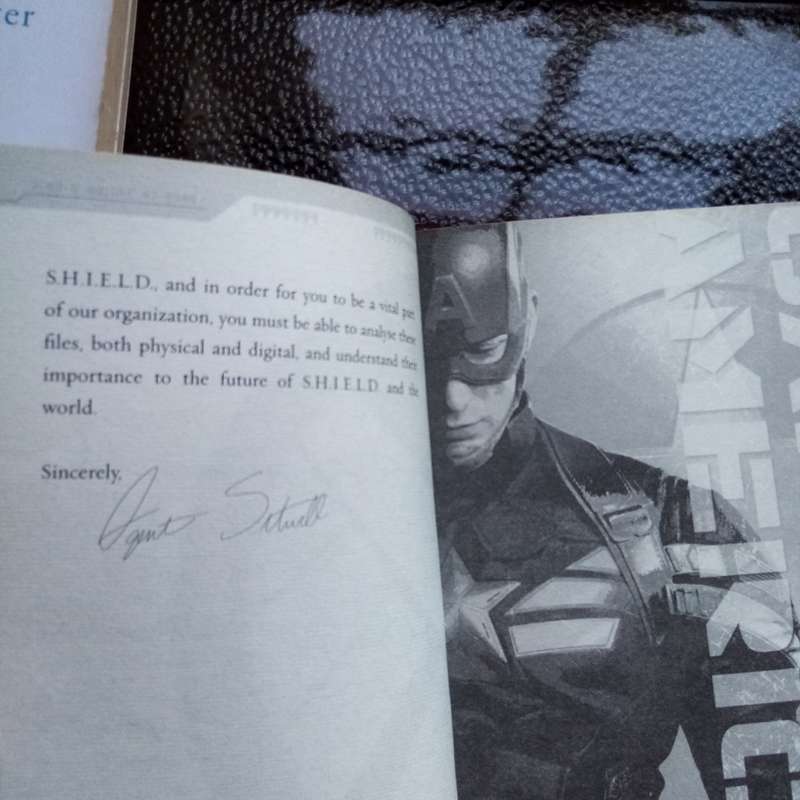 er
S.H.I.E.L.D., and in order for you to be a vital part
of our organization, you must be able to analyse these
files, both physical and digital, and understand their
importance to the future of S.H.I.E.L.D. and the
world.
Sincerely,
Agent Sitwell
A
AMERIC